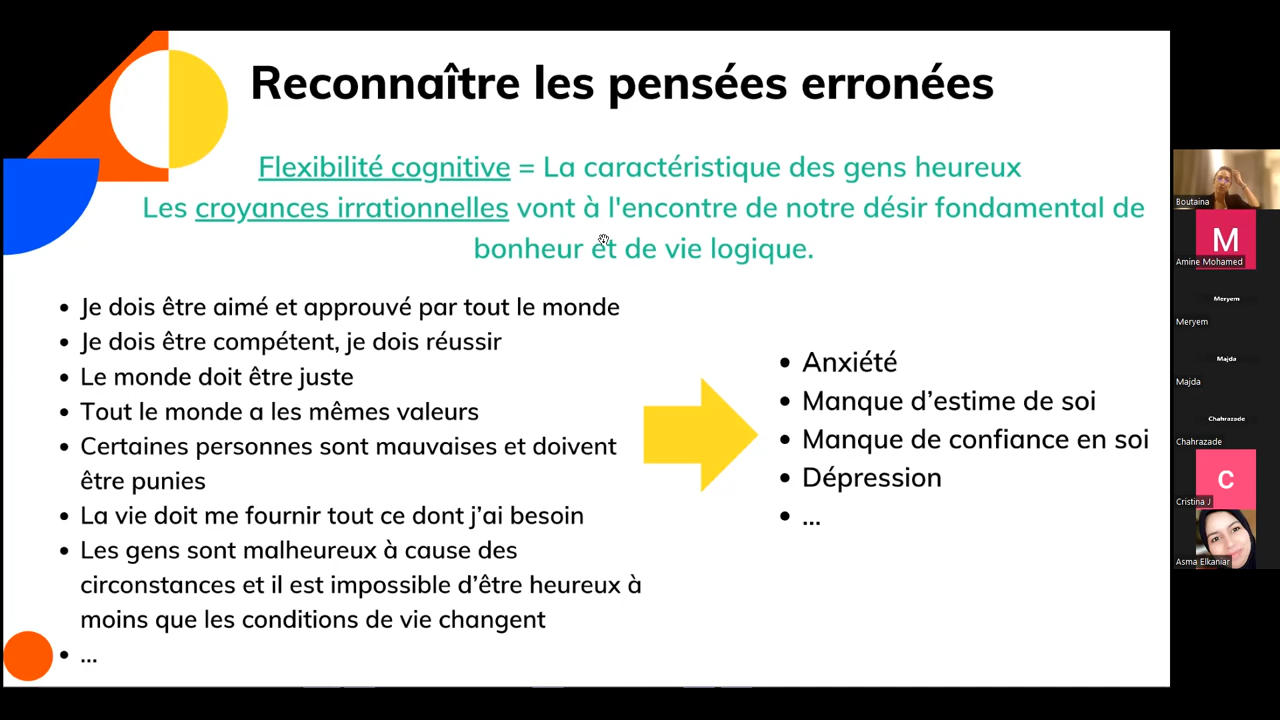 Reconnaître les pensées erronées
Flexibilité cognitive = La caractéristique des gens heureux
Les croyances irrationnelles vont à l'encontre de notre désir fondamental de
bonheur et de vie logique.
• Je dois être aimé et approuvé par tout le monde
• Je dois être compétent, je dois réussir
• Le monde doit être juste
• Tout le monde a les mêmes valeurs
• Certaines personnes sont mauvaises et doivent
être punies
• La vie doit me fournir tout ce dont j’ai besoin
• Les gens sont malheureux à cause des
circonstances et il est impossible d’être heureux à
moins que les conditions de vie changent
• ...
• Anxiété
• Manque d’estime de soi
• Manque de confiance en soi
• Dépression
• ...
Boutaina
M
Amine Mohamed
Meryem
Meryem
Majda
Majda
Chahrazade
Chahrazade
C
Cristina J
Asma Elkaniar